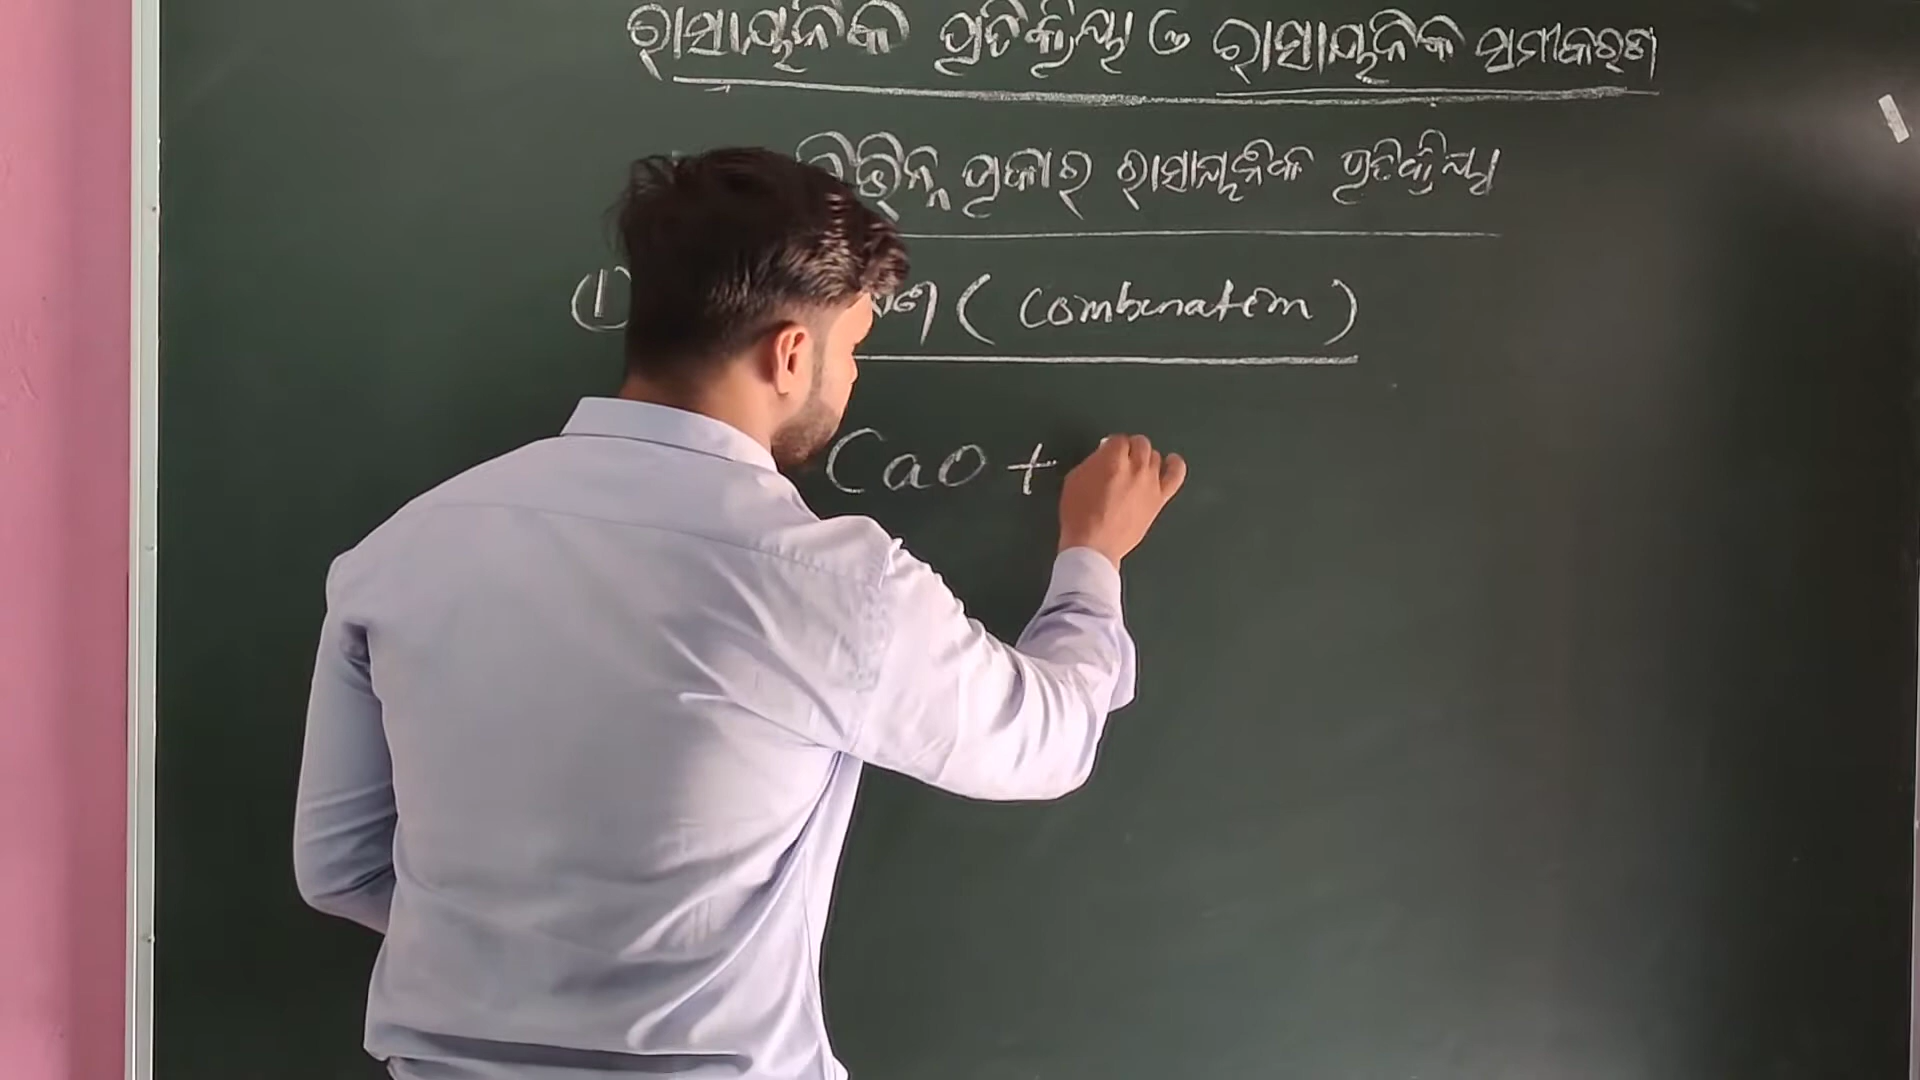 ରାସାୟନିକ ପ୍ରତିକ୍ରିୟା ଓ ରାସାୟନିକ ସମୀକରଣ
ବିଭିନ୍ନ ପ୍ରକାର ରାସାୟନିକ ପ୍ରତିକ୍ରିୟା
① (Combination)
CaO +